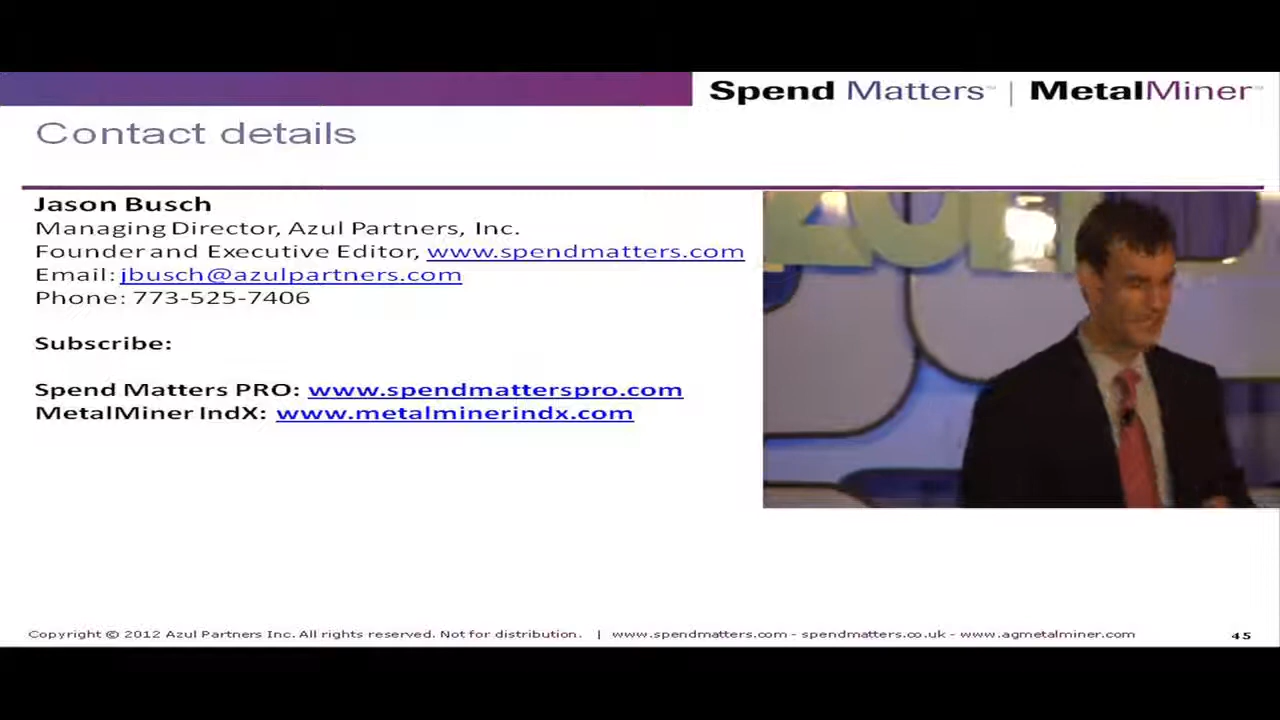 Spend Matters™ | MetalMiner™
Contact details
Jason Busch
Managing Director, Azul Partners, Inc.
Founder and Executive Editor, www.spendmatters.com
Email: jbusch@azulpartners.com
Phone: 773-525-7406
Subscribe:
Spend Matters PRO: www.spendmatterspro.com
MetalMiner IndX: www.metalminerindx.com
Copyright © 2012 Azul Partners Inc. All rights reserved. Not for distribution. | www.spendmatters.com - spendmatters.co.uk - www.agmetalminer.com
45